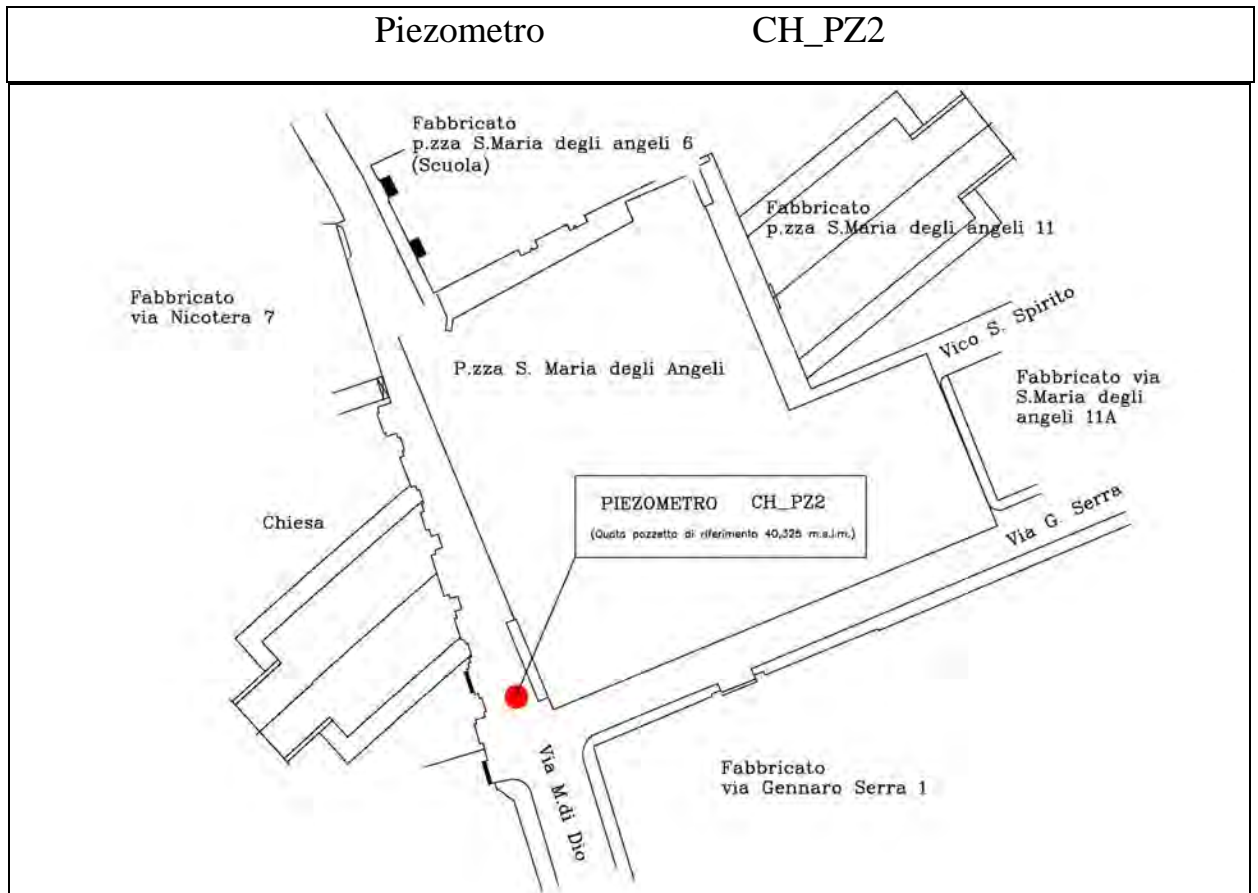 Piezometro CH_PZ2
Fabbricato
p.zza S.Maria degli angeli 6
(Scuola)
Fabbricato
p.zza S.Maria degli angeli 11
Fabbricato
via Nicotera 7
Vico S. Spirito
P.zza S. Maria degli Angeli
Fabbricato via
S.Maria degli
angeli 11A
PIEZOMETRO CH_PZ2
(Quota pozzetto di riferimento 40,325 m.s.l.m.)
Chiesa
Via G. Serra
Via M.di Dio
Fabbricato
via Gennaro Serra 1